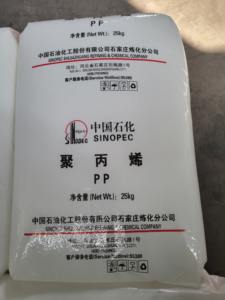 PP
净含量(Net Wt.): 25kg
中国石油化工股份有限公司石家庄炼化分公司
SINOPEC SHIJIAZHUANG REFINING & CHEMICAL COMPANY
中国石化
SINOPEC
聚丙烯
PP
净含量(Net Wt.): 25kg
中国石油化工股份有限公司石家庄炼化分公司
SINOPEC SHIJIAZHUANG REFINING & CHEMICAL COMPANY